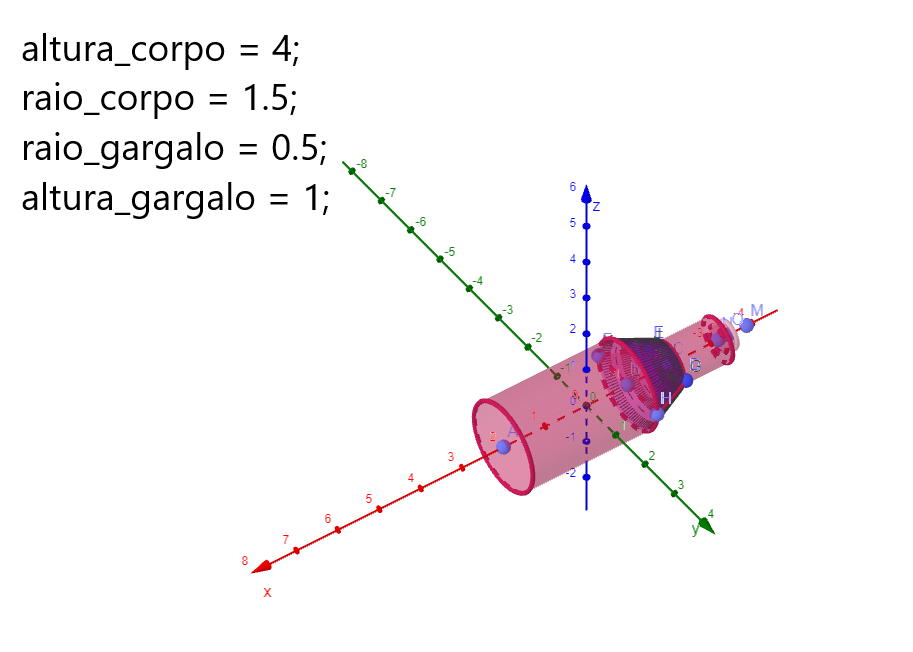 altura_corpo = 4;
raio_corpo = 1.5;
raio_gargalo = 0.5;
altura_gargalo = 1;
-8
-7
-6
-5
-4
-3
-2
-1
6
z
5
4
3
2
0
-1
-2
M
-4
E
G
H
A
0
1
2
3
4
y
1
2
3
4
5
6
7
8
x